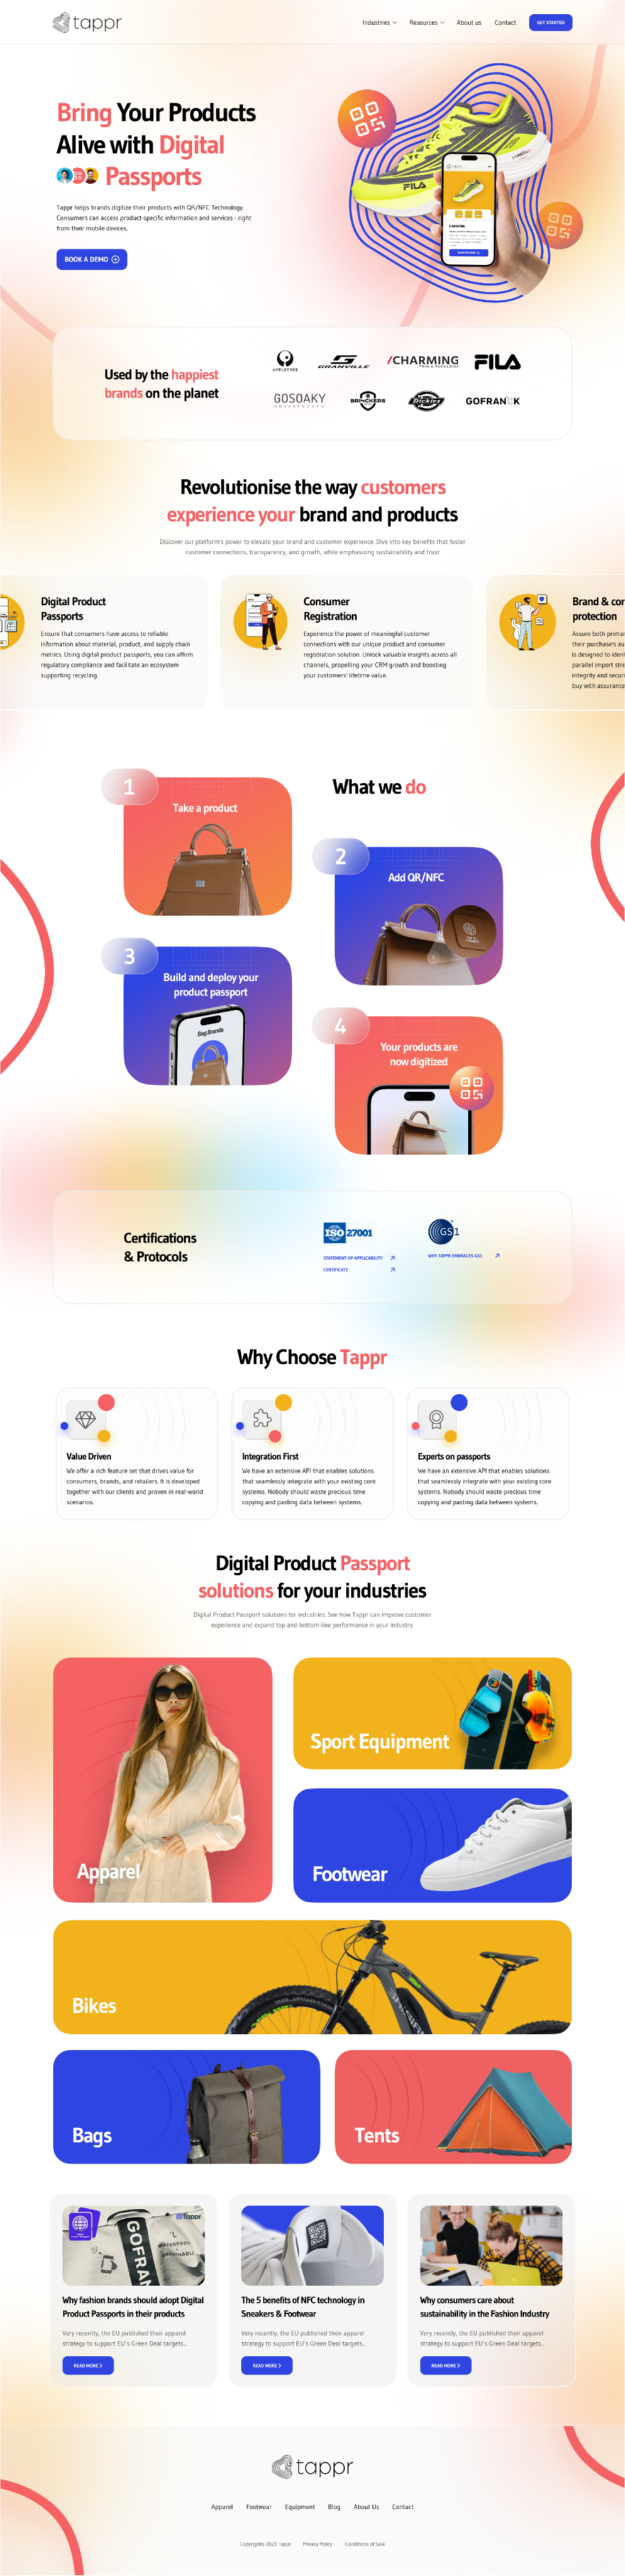 tappr
Industries
Resources
About us
Contact
GET STARTED
Bring Your Products
Alive with Digital
Passports
Tappr helps brands digitize their products with QR/NFC Technology.
Consumers can access product-specific information and services - right
from their mobile devices.
BOOK A DEMO
FILA
tappr
Used by the happiest
brands on the planet
APPLETREE
GRANVILLE
/CHARMING
FILA
GOSOAKY
OUTERPROOFS
BRINCKERS
Dickies
GOFRANCK
Revolutionise the way customers
experience your brand and products
Discover our platform's power to elevate your brand and customer experience. Dive into key benefits that foster
customer connections, transparency, and growth, while emphasizing sustainability and trust
Digital Product
Passports
Ensure that consumers have access to reliable
information about material, product, and supply chain
metrics. Using digital product passports, you can affirm
regulatory compliance and facilitate an ecosystem
supporting recycling.
Consumer
Registration
Experience the power of meaningful customer
connections with our unique product and consumer
registration solution. Unlock valuable insights across all
channels, propelling your CRM growth and boosting
your customers' lifetime value.
Brand & cor
protection
Assure both primar
their purchase's au
is designed to iden
parallel import stre
integrity and securi
buy with assurance
What we do
1
Take a product
2
Add QR/NFC
3
Build and deploy your
product passport
Bag.Brands
4
Your products are
now digitized
Certifications
& Protocols
ISO 27001
STATEMENT OF APPLICABILITY
CERTIFICATE
GS1
WHY TAPPR EMBRACES GS1
Why Choose Tappr
Value Driven
We offer a rich feature set that drives value for
consumers, brands, and retailers. It is developed
together with our clients and proven in real-world
scenarios.
Integration First
We have an extensive API that enables solutions
that seamlessly integrate with your existing core
systems. Nobody should waste precious time
copying and pasting data between systems.
Experts on passports
We have an extensive API that enables solutions
that seamlessly integrate with your existing core
systems. Nobody should waste precious time
copying and pasting data between systems.
Digital Product Passport
solutions for your industries
Digital Product Passport solutions for industries. See how Tappr can improve customer
experience and expand top and bottom-line performance in your industry.
Apparel
Sport Equipment
Footwear
Bikes
Bags
Tents
tappr
GOFRAN
WATERPROOF
BREATHABLE
Why fashion brands should adopt Digital
Product Passports in their products
Very recently, the EU published their apparel
strategy to support EU's Green Deal targets..
READ MORE
The 5 benefits of NFC technology in
Sneakers & Footwear
Very recently, the EU published their apparel
strategy to support EU's Green Deal targets..
READ MORE
Why consumers care about
sustainability in the Fashion Industry
Very recently, the EU published their apparel
strategy to support EU's Green Deal targets..
READ MORE
tappr
Apparel
Footwear
Equipment
Blog
About Us
Contact
Copyrights 2023 Tappr
Privacy Policy
Conditions of Sale